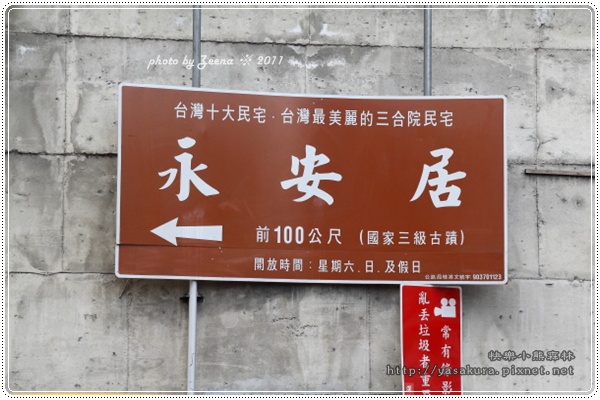 photo by Zeena ※ 2011
台灣十大民宅．台灣最美麗的三合院民宅
永安居
前100公尺（國家三級古蹟）
開放時間：星期六.日.及假日
903701123
常有
亂丟垃圾者重
快樂小熊森林
http://yasakura.pixnet.net